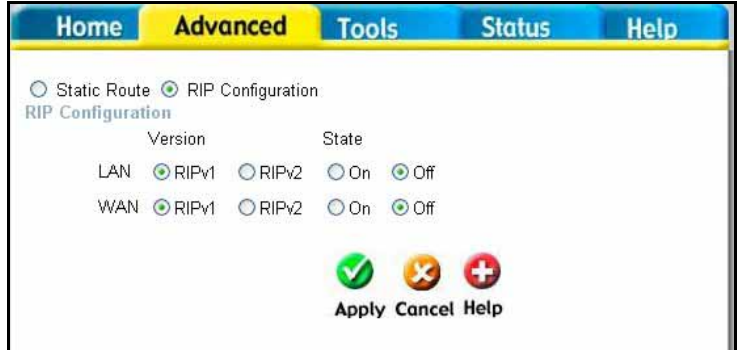 Home Advanced Tools Status Help
Static Route RIP Configuration
RIP Configuration
Version State
LAN RIPv1 RIPv2 On Off
WAN RIPv1 RIPv2 On Off
Apply Cancel Help